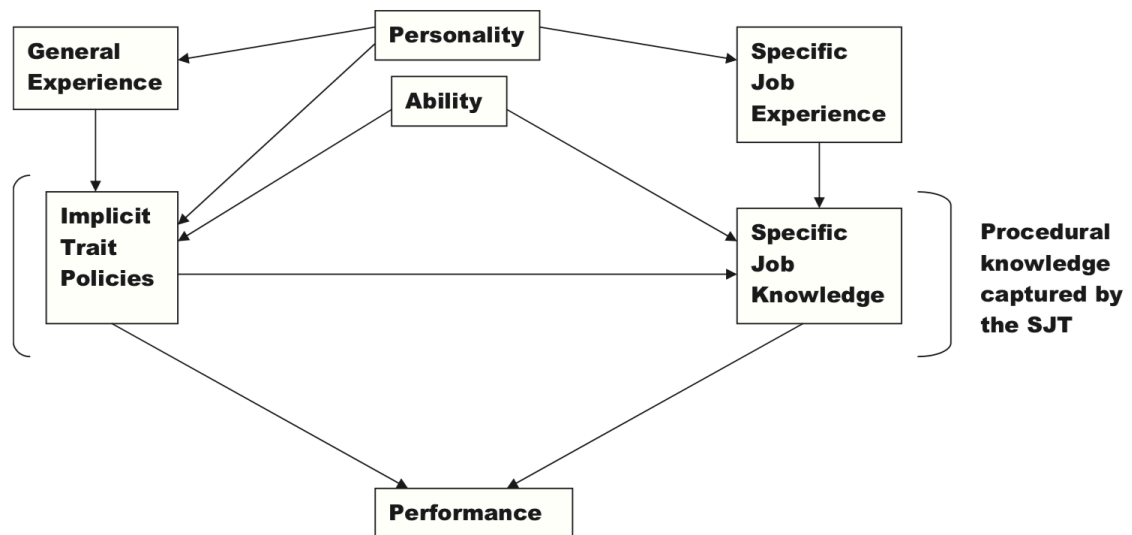 General
Experience
Personality
Ability
Specific
Job
Experience
Implicit
Trait
Policies
Specific
Job
Knowledge
Procedural
knowledge
captured by
the SJT
Performance